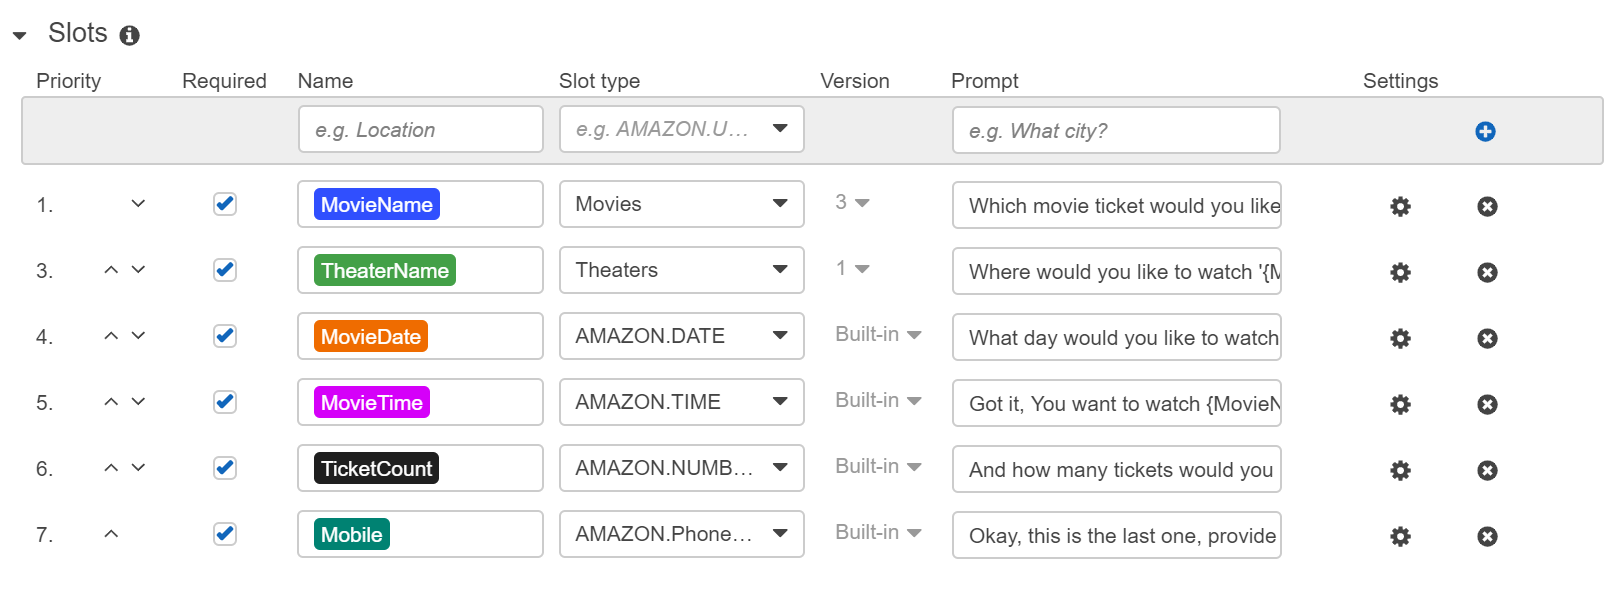 Slots
Priority Required Name Slot type Version Prompt Settings
e.g. Location e.g. AMAZON.U... e.g. What city?
1. MovieName Movies 3 Which movie ticket would you like
3. TheaterName Theaters 1 Where would you like to watch '{M
4. MovieDate AMAZON.DATE Built-in What day would you like to watch
5. MovieTime AMAZON.TIME Built-in Got it, You want to watch {MovieN
6. TicketCount AMAZON.NUMB... Built-in And how many tickets would you
7. Mobile AMAZON.Phone... Built-in Okay, this is the last one, provide